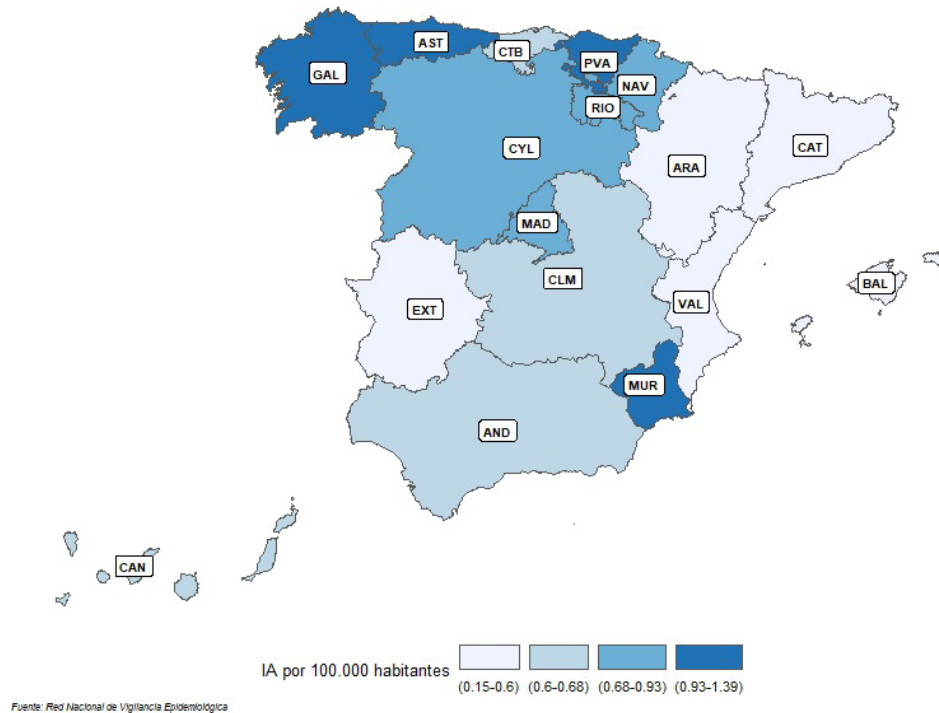 AST
CTB
PVA
GAL
NAV
RIO
CYL
CAT
ARA
MAD
CLM
BAL
EXT
VAL
MUR
AND
CAN
IA por 100.000 habitantes
(0.15-0.6) (0.6-0.68) (0.68-0.93) (0.93-1.39)
Fuente: Red Nacional de Vigilancia Epidemiológica